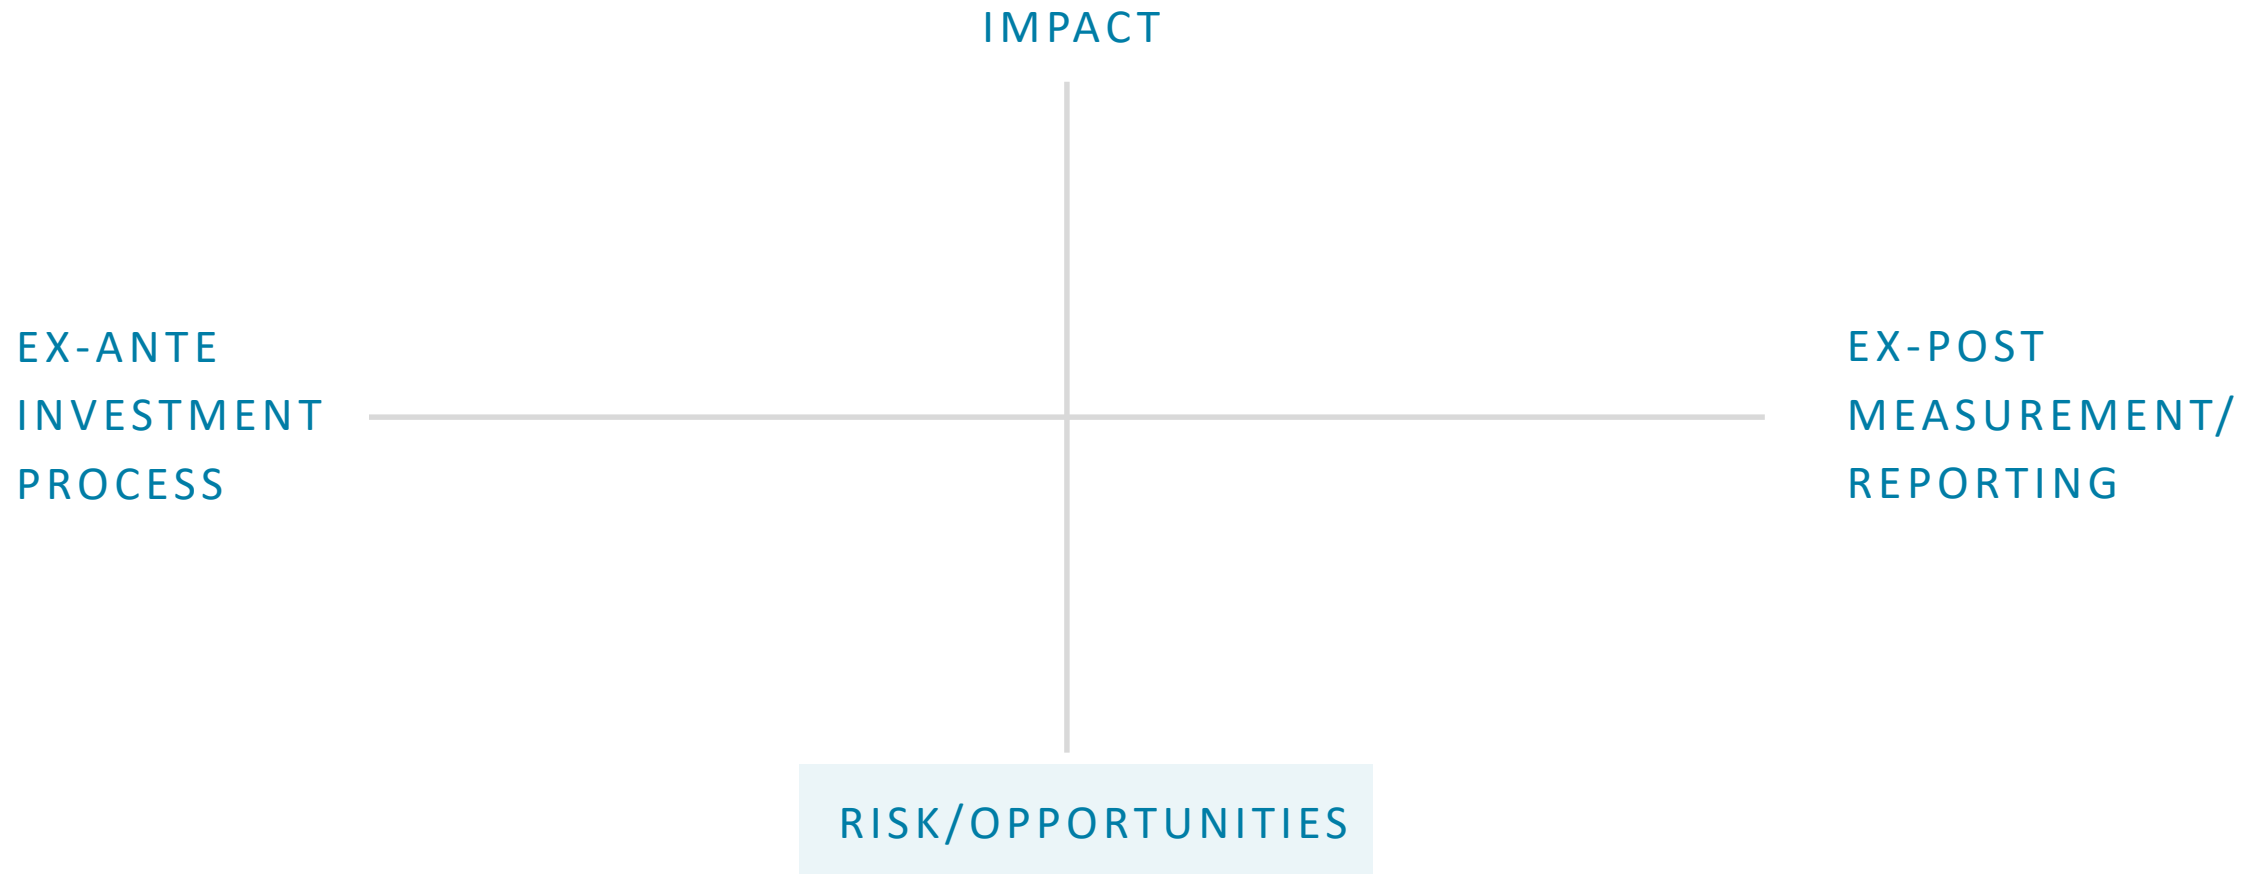 IMPACT
EX-ANTE
INVESTMENT
PROCESS
EX-POST
MEASUREMENT/
REPORTING
RISK/OPPORTUNITIES